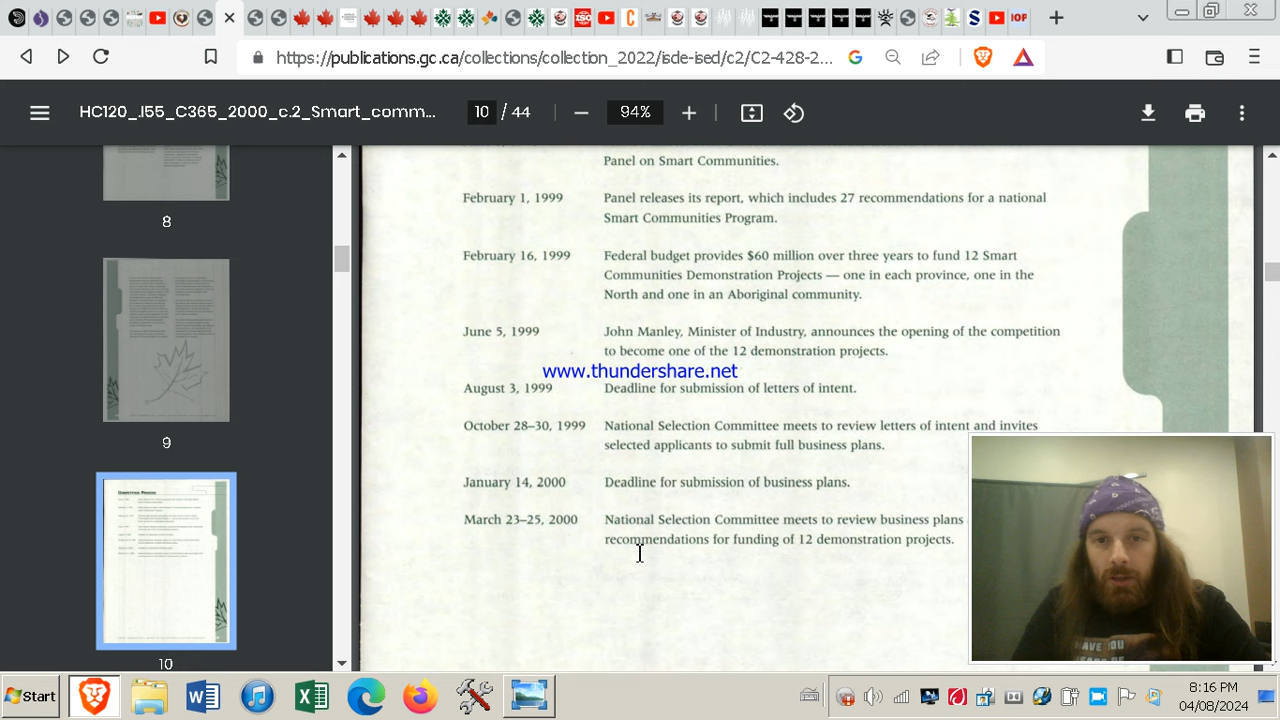 IOF
https://publications.gc.ca/collections/collection_2022/isde-ised/c2/C2-428-2...
HC120_.I55_C365_2000_c.2_Smart_comm...
10 / 44
94%
8
9
10
Panel on Smart Communities.
February 1, 1999 Panel releases its report, which includes 27 recommendations for a national
Smart Communities Program.
February 16, 1999 Federal budget provides $60 million over three years to fund 12 Smart
Communities Demonstration Projects — one in each province, one in the
North and one in an Aboriginal community.
June 5, 1999 John Manley, Minister of Industry, announces the opening of the competition
to become one of the 12 demonstration projects.
www.thundershare.net
August 3, 1999 Deadline for submission of letters of intent.
October 28–30, 1999 National Selection Committee meets to review letters of intent and invites
selected applicants to submit full business plans.
January 14, 2000 Deadline for submission of business plans.
March 23–25, 2000 National Selection Committee meets to review business plans
recommendations for funding of 12 demonstration projects.
HAVE YOU
Start
8:16 PM
04/08/2024